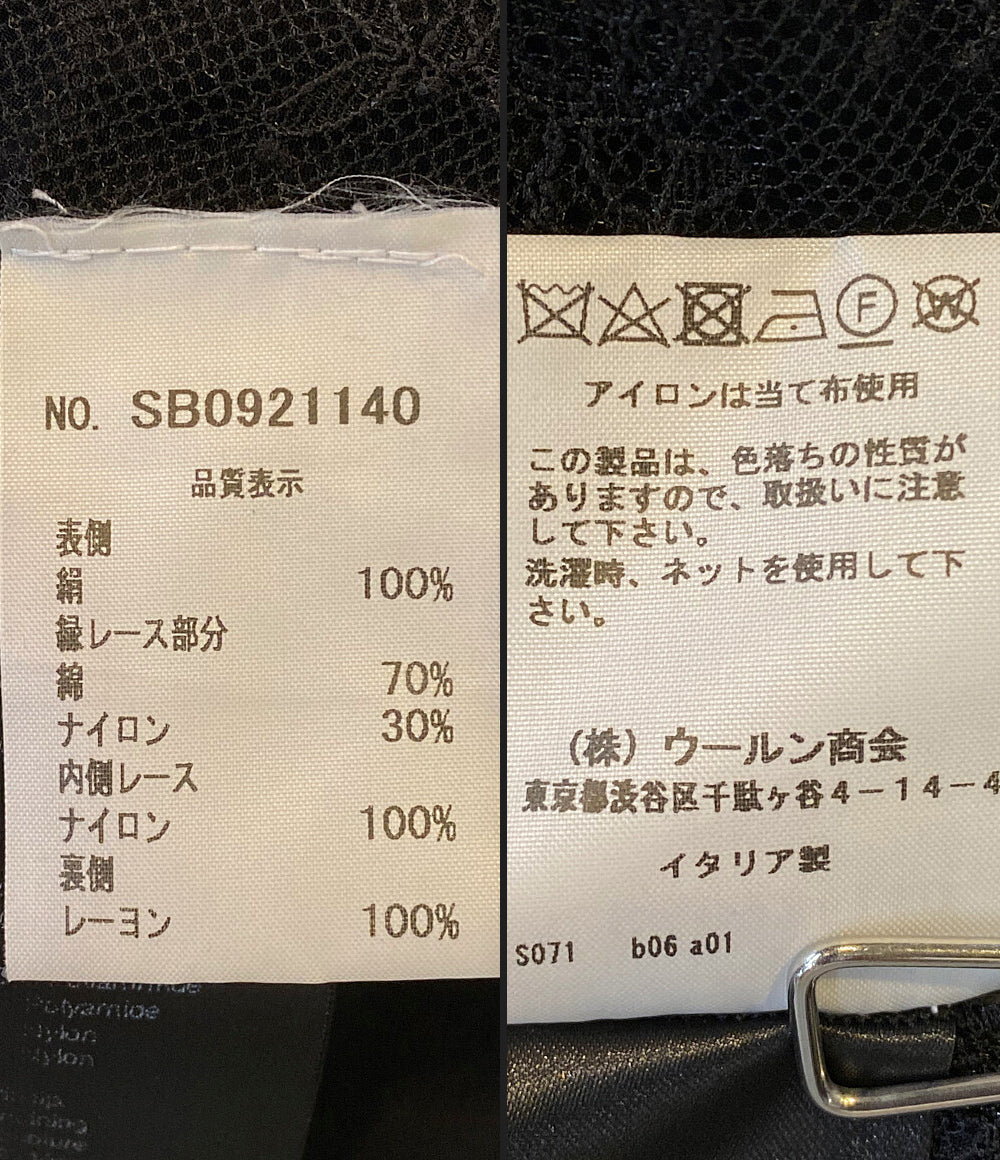 NO. SB0921140
品質表示
表側
絹 100%
縁レース部分
綿 70%
ナイロン 30%
内側レース
ナイロン 100%
裏側
レーヨン 100%
Polyamide
Nylon
Nylon
F
W
アイロンは当て布使用
この製品は、色落ちの性質が
ありますので、取扱いに注意
して下さい。
洗濯時、ネットを使用して下
さい。
(株) ウールン商会
東京都渋谷区千駄ヶ谷4-14-4
イタリア製
S071 b06 a01